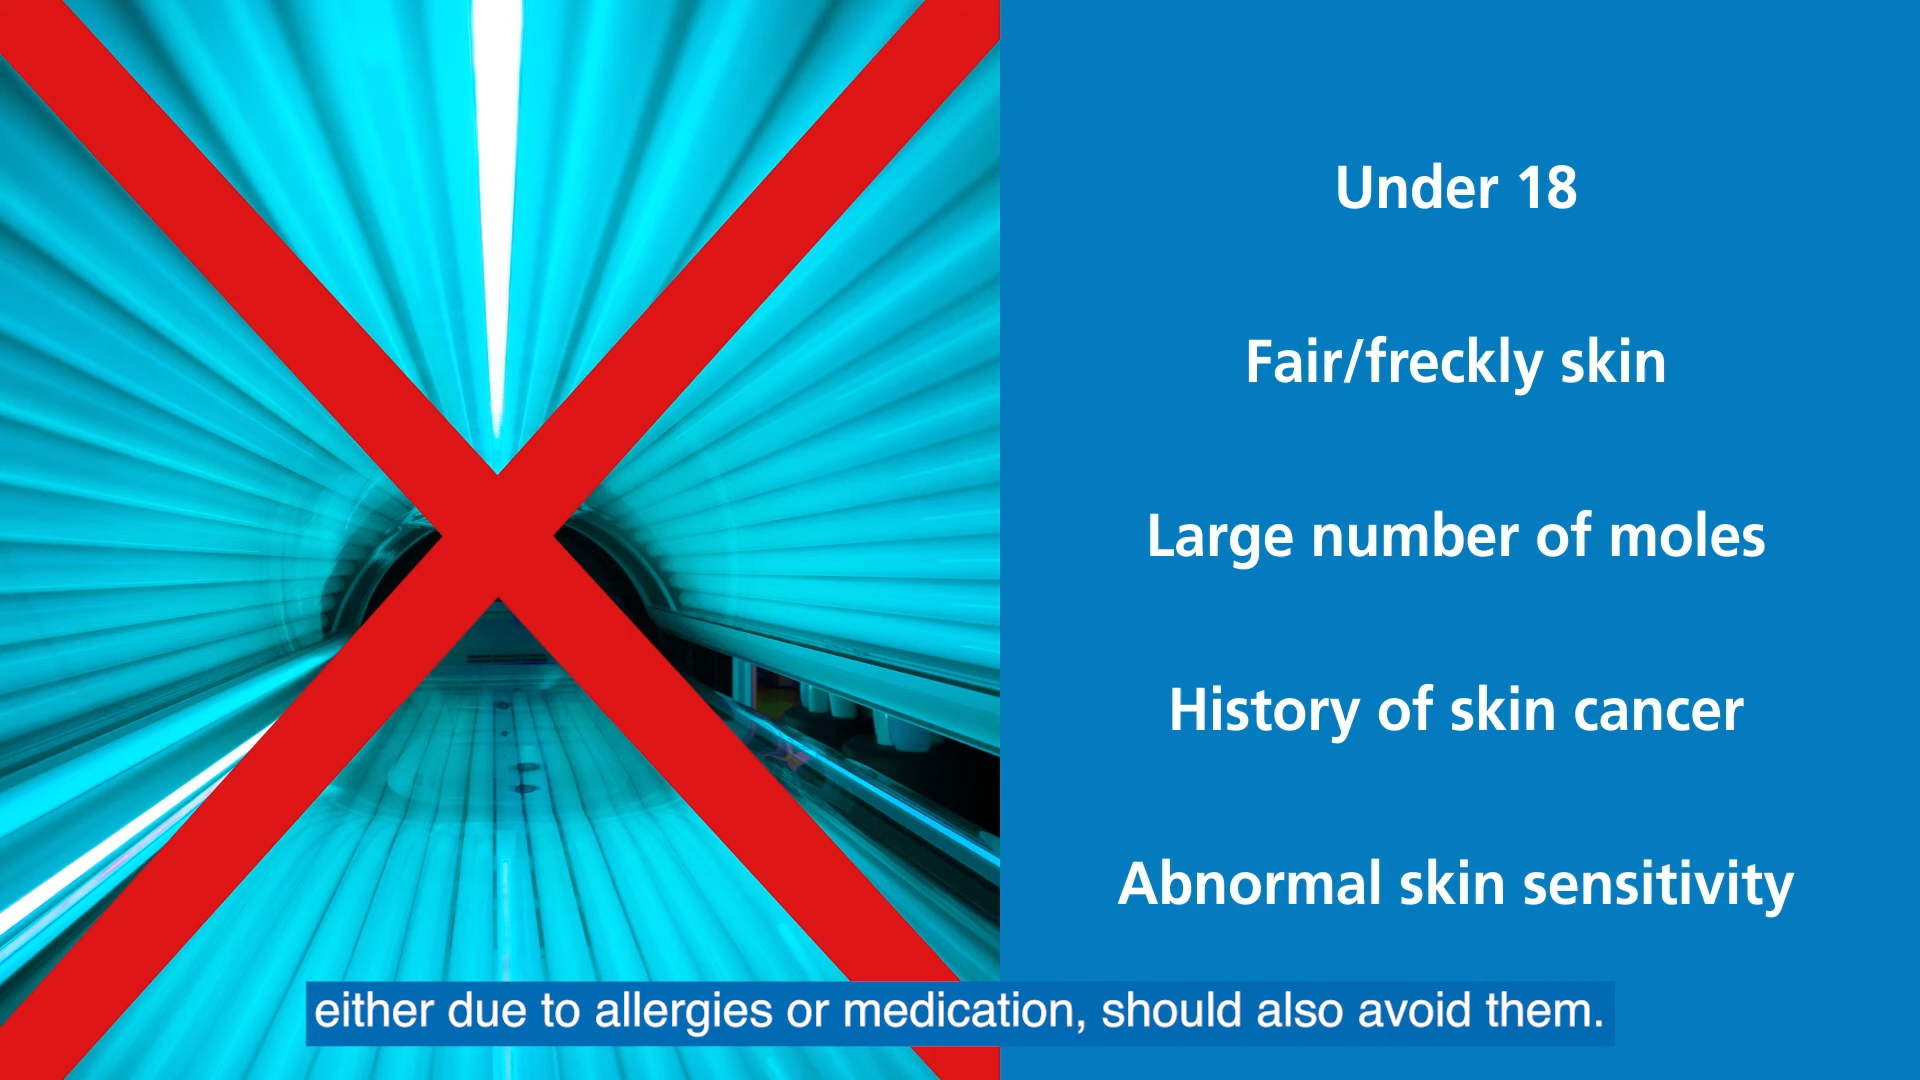 Under 18
Fair/freckly skin
Large number of moles
History of skin cancer
Abnormal skin sensitivity
either due to allergies or medication, should also avoid them.